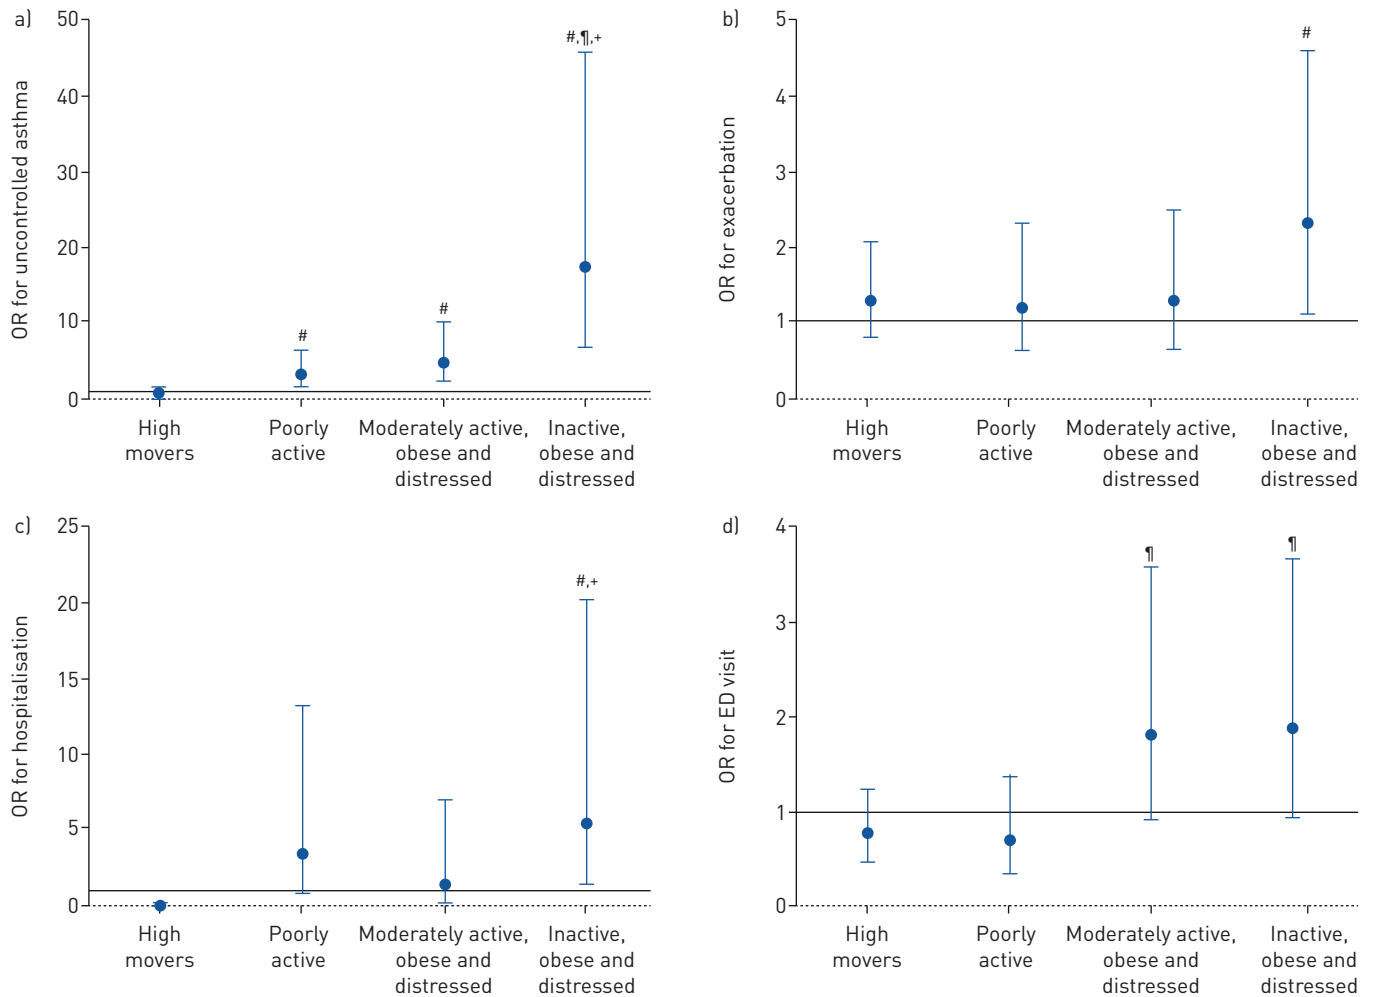 a)
OR for uncontrolled asthma
50
40
30
20
10
0
#
#
#,¶,+
High
movers
Poorly
active
Moderately active,
obese and
distressed
Inactive,
obese and
distressed
b)
OR for exacerbation
5
4
3
2
1
0
#
High
movers
Poorly
active
Moderately active,
obese and
distressed
Inactive,
obese and
distressed
c)
OR for hospitalisation
25
20
15
10
5
0
#,+
High
movers
Poorly
active
Moderately active,
obese and
distressed
Inactive,
obese and
distressed
d)
OR for ED visit
4
3
2
1
0
¶
¶
High
movers
Poorly
active
Moderately active,
obese and
distressed
Inactive,
obese and
distressed